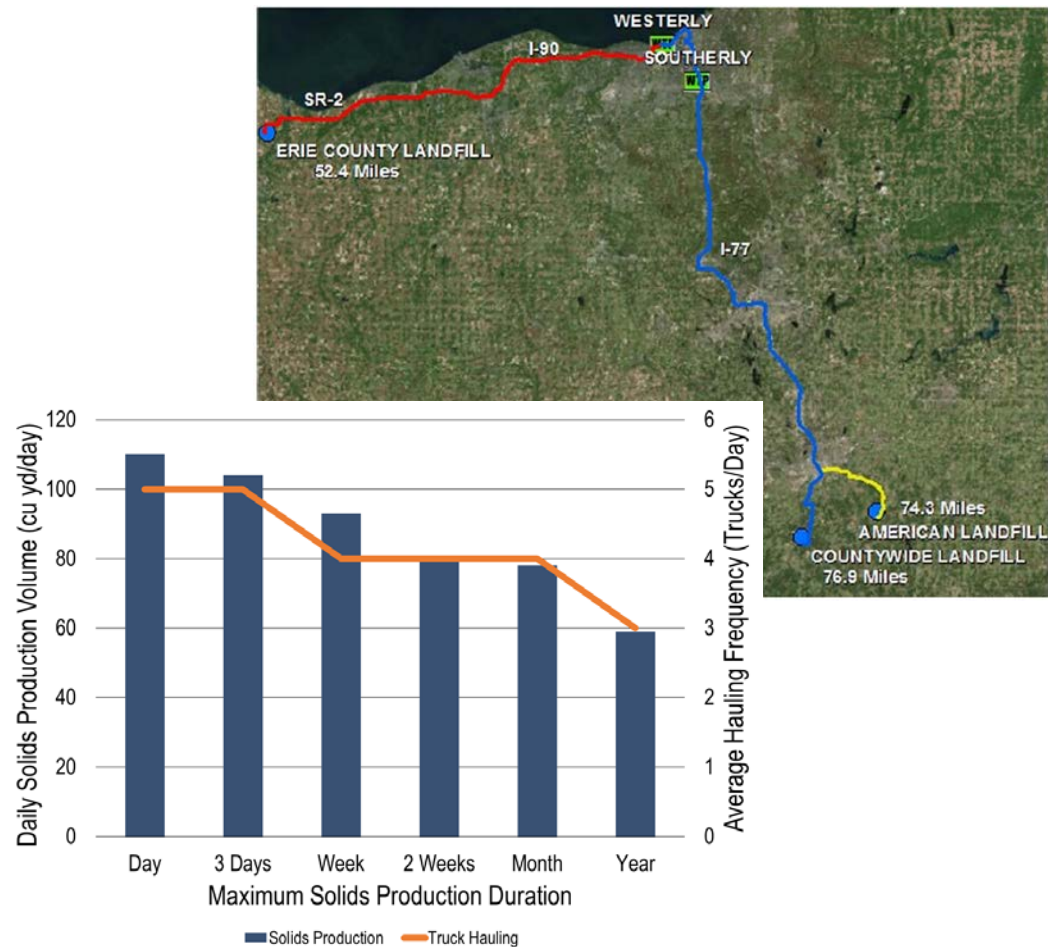 WESTERLY
I-90
SOUTHERLY
SR-2
ERIE COUNTY LANDFILL
52.4 Miles
I-77
74.3 Miles
AMERICAN LANDFILL
COUNTYWIDE LANDFILL
76.9 Miles
Daily Solids Production Volume (cu yd/day)
120
100
80
60
40
20
0
6
5
4
3
2
1
0
Average Hauling Frequency (Trucks/Day)
Day 3 Days Week 2 Weeks Month Year
Maximum Solids Production Duration
Solids Production Truck Hauling